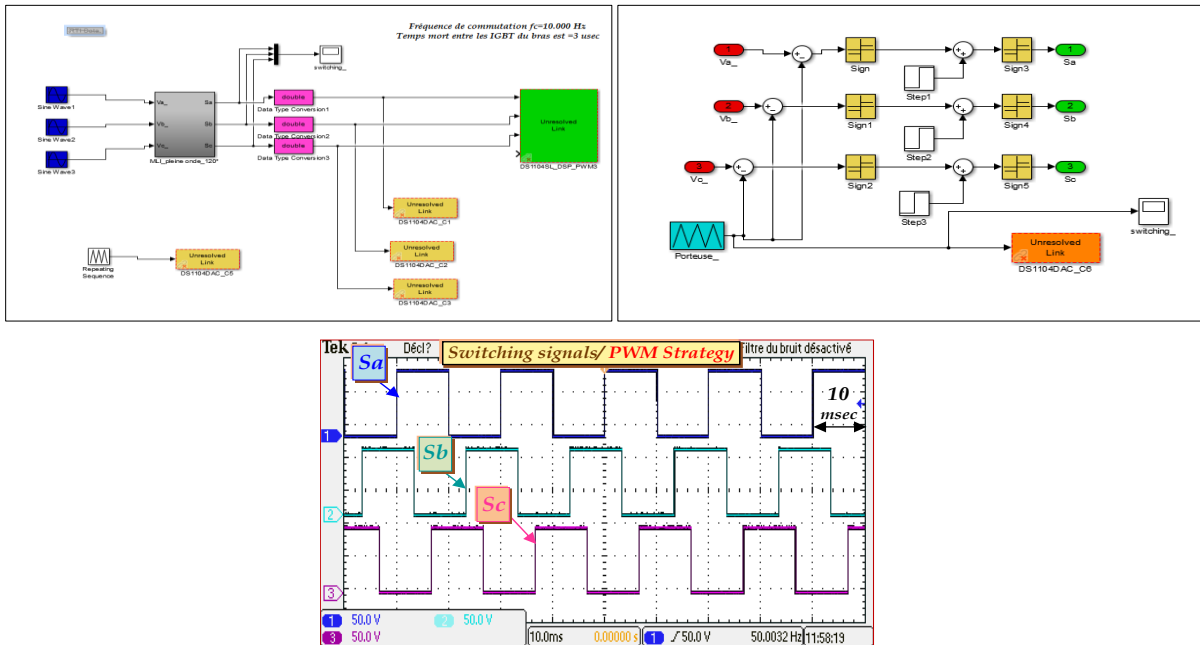 Fréquence de commutation fc=10.000 Hz
Temps mort entre les IGBT du bras est =3 usec
switching_
Sine Wave1
Sine Wave2
Sine Wave3
Va_
Vb_
Vc_
Sa
Sb
Sc
MLI_pleine onde_120°
double
Data Type Conversion1
double
Data Type Conversion2
double
Data Type Conversion3
Unresolved
Link
DS1104SL_DSP_PWM3
Unresolved
Link
DS1104DAC_C1
Unresolved
Link
DS1104DAC_C2
Unresolved
Link
DS1104DAC_C3
Repeating
Sequence
Unresolved
Link
DS1104DAC_C5
1
Va_
Sign
Step1
Sign3
1
Sa
2
Vb_
Sign1
Step2
Sign4
2
Sb
3
Vc_
Sign2
Step3
Sign5
3
Sc
Porteuse_
switching_
Unresolved
Link
DS1104DAC_C6
Tek
Décl?
Switching signals/ PWM Strategy
Filtre du bruit désactivé
Sa
10
msec
1
Sb
2
Sc
3
1 50.0 V 2 50.0 V
3 50.0 V
10.0ms 0.00000 s 1 50.0 V 50.0032 Hz 11:58:19